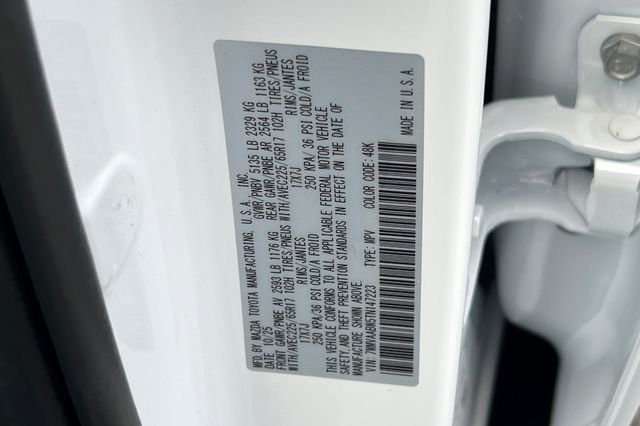 MFD. BY MAZDA TOYOTA MANUFACTURING, U.S.A., INC.
DATE 10/25 GWR/PNBV 5135 LB 2329 KG
FRONT GAWR/PNBE AV 2593 LB 1176 KG REAR GAWR/PNBE AR 2564 LB 1163 KG
WITH/AVEC225/65R17 102H TIRES/PNEUS WITH/AVEC225/65R17 102H TIRES/PNEUS
17X7J RIMS/JANTES 17X7J RIMS/JANTES
250 KPA/36 PSI COLD/A FROID 250 KPA/36 PSI COLD/A FROID
CONFORMS TO ALL APPLICABLE FEDERAL MOTOR VEHICLE
SAFETY AND THEFT PREVENTION STANDARDS IN EFFECT ON THE DATE OF
MANUFACTURE SHOWN ABOVE.
VIN: TYPE: MPV COLOR CODE: 48K
MADE IN U.S.A.